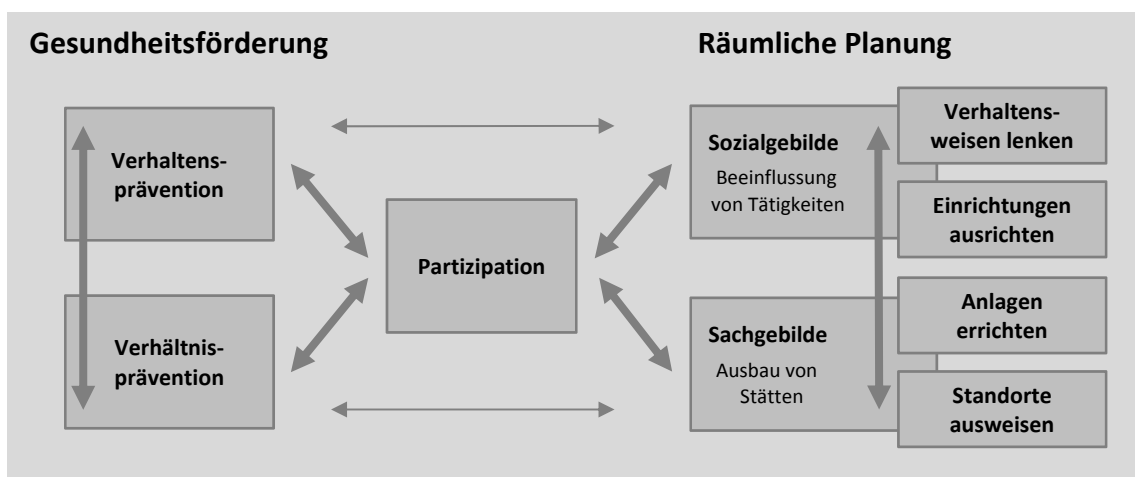 Gesundheitsförderung
Räumliche Planung
Verhaltens-
prävention
Verhältnis-
prävention
Partizipation
Sozialgebilde
Beeinflussung
von Tätigkeiten
Verhaltens-
weisen lenken
Einrichtungen
ausrichten
Sachgebilde
Ausbau von
Stätten
Anlagen
errichten
Standorte
ausweisen